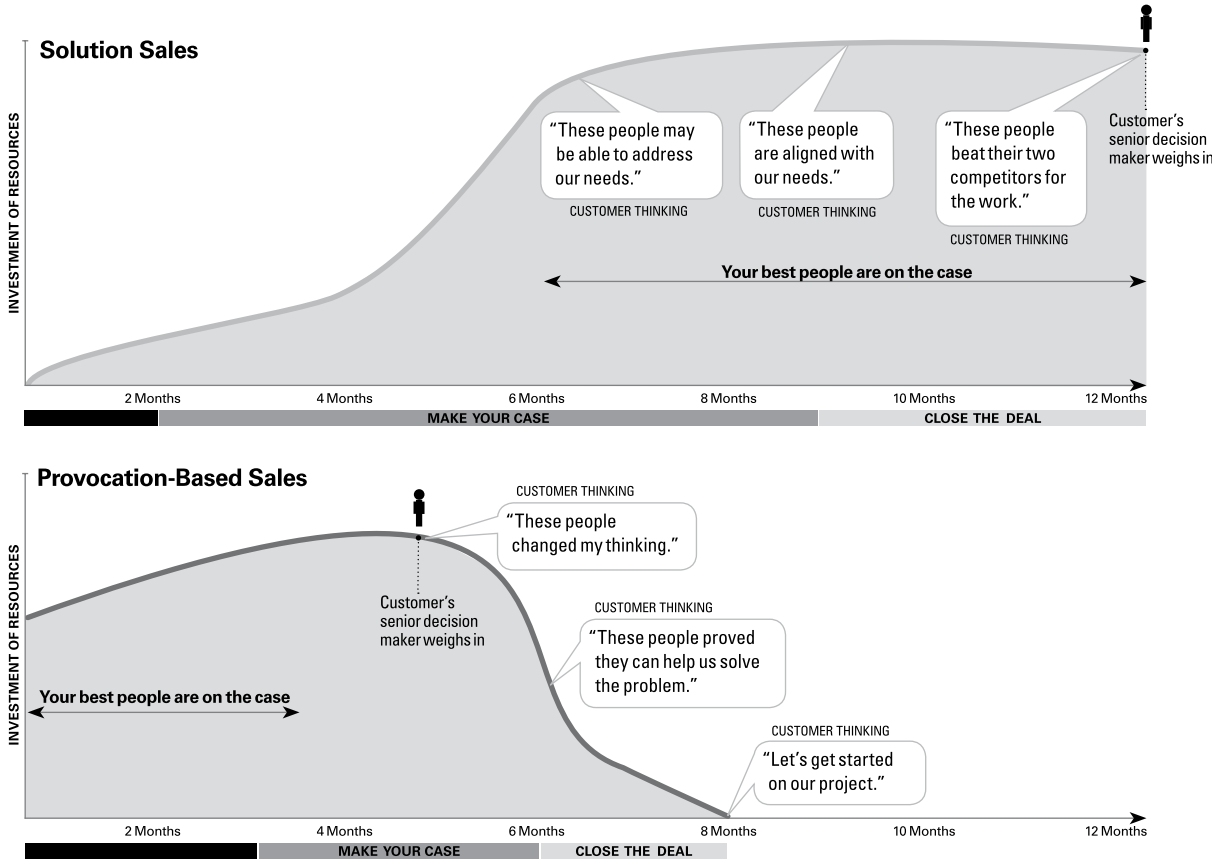 Solution Sales
INVESTMENT OF RESOURCES
“These people may
be able to address
our needs.”
CUSTOMER THINKING
“These people
are aligned with
our needs.”
CUSTOMER THINKING
“These people
beat their two
competitors for
the work.”
CUSTOMER THINKING
Customer’s
senior decision
maker weighs in
Your best people are on the case
2 Months 4 Months 6 Months 8 Months 10 Months 12 Months
MAKE YOUR CASE CLOSE THE DEAL
Provocation-Based Sales
INVESTMENT OF RESOURCES
CUSTOMER THINKING
“These people
changed my thinking.”
Customer’s
senior decision
maker weighs in
CUSTOMER THINKING
“These people proved
they can help us solve
the problem.”
Your best people are on the case
CUSTOMER THINKING
“Let’s get started
on our project.”
2 Months 4 Months 6 Months 8 Months 10 Months 12 Months
MAKE YOUR CASE CLOSE THE DEAL